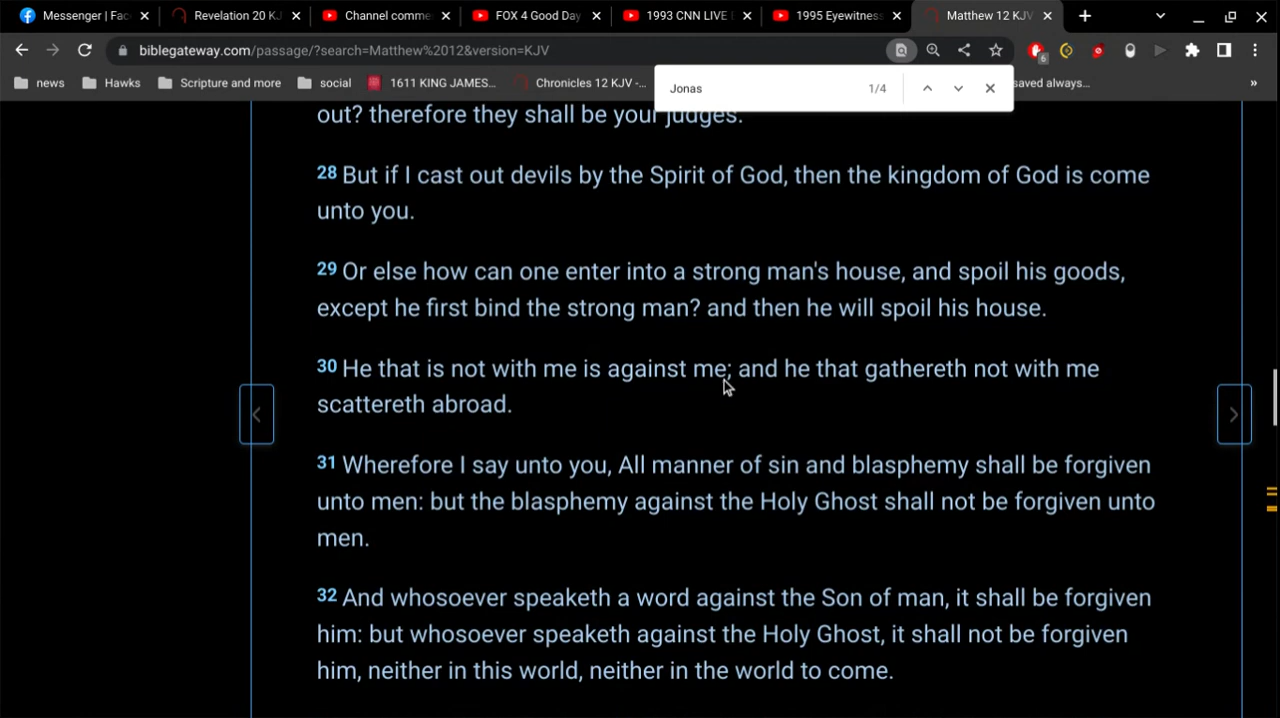 Messenger | Fac
Revelation 20 KJ
Channel comme
FOX 4 Good Day
1993 CNN LIVE E
1995 Eyewitness
Matthew 12 KJV
biblegateway.com/passage/?search=Matthew%2012&version=KJV
6
news
Hawks
Scripture and more
social
1611 KING JAMES...
Chronicles 12 KJV -...
saved always...
»
Jonas
1/4
out? therefore they shall be your judges.
28 But if I cast out devils by the Spirit of God, then the kingdom of God is come
unto you.
29 Or else how can one enter into a strong man's house, and spoil his goods,
except he first bind the strong man? and then he will spoil his house.
30 He that is not with me is against me; and he that gathereth not with me
scattereth abroad.
31 Wherefore I say unto you, All manner of sin and blasphemy shall be forgiven
unto men: but the blasphemy against the Holy Ghost shall not be forgiven unto
men.
32 And whosoever speaketh a word against the Son of man, it shall be forgiven
him: but whosoever speaketh against the Holy Ghost, it shall not be forgiven
him, neither in this world, neither in the world to come.